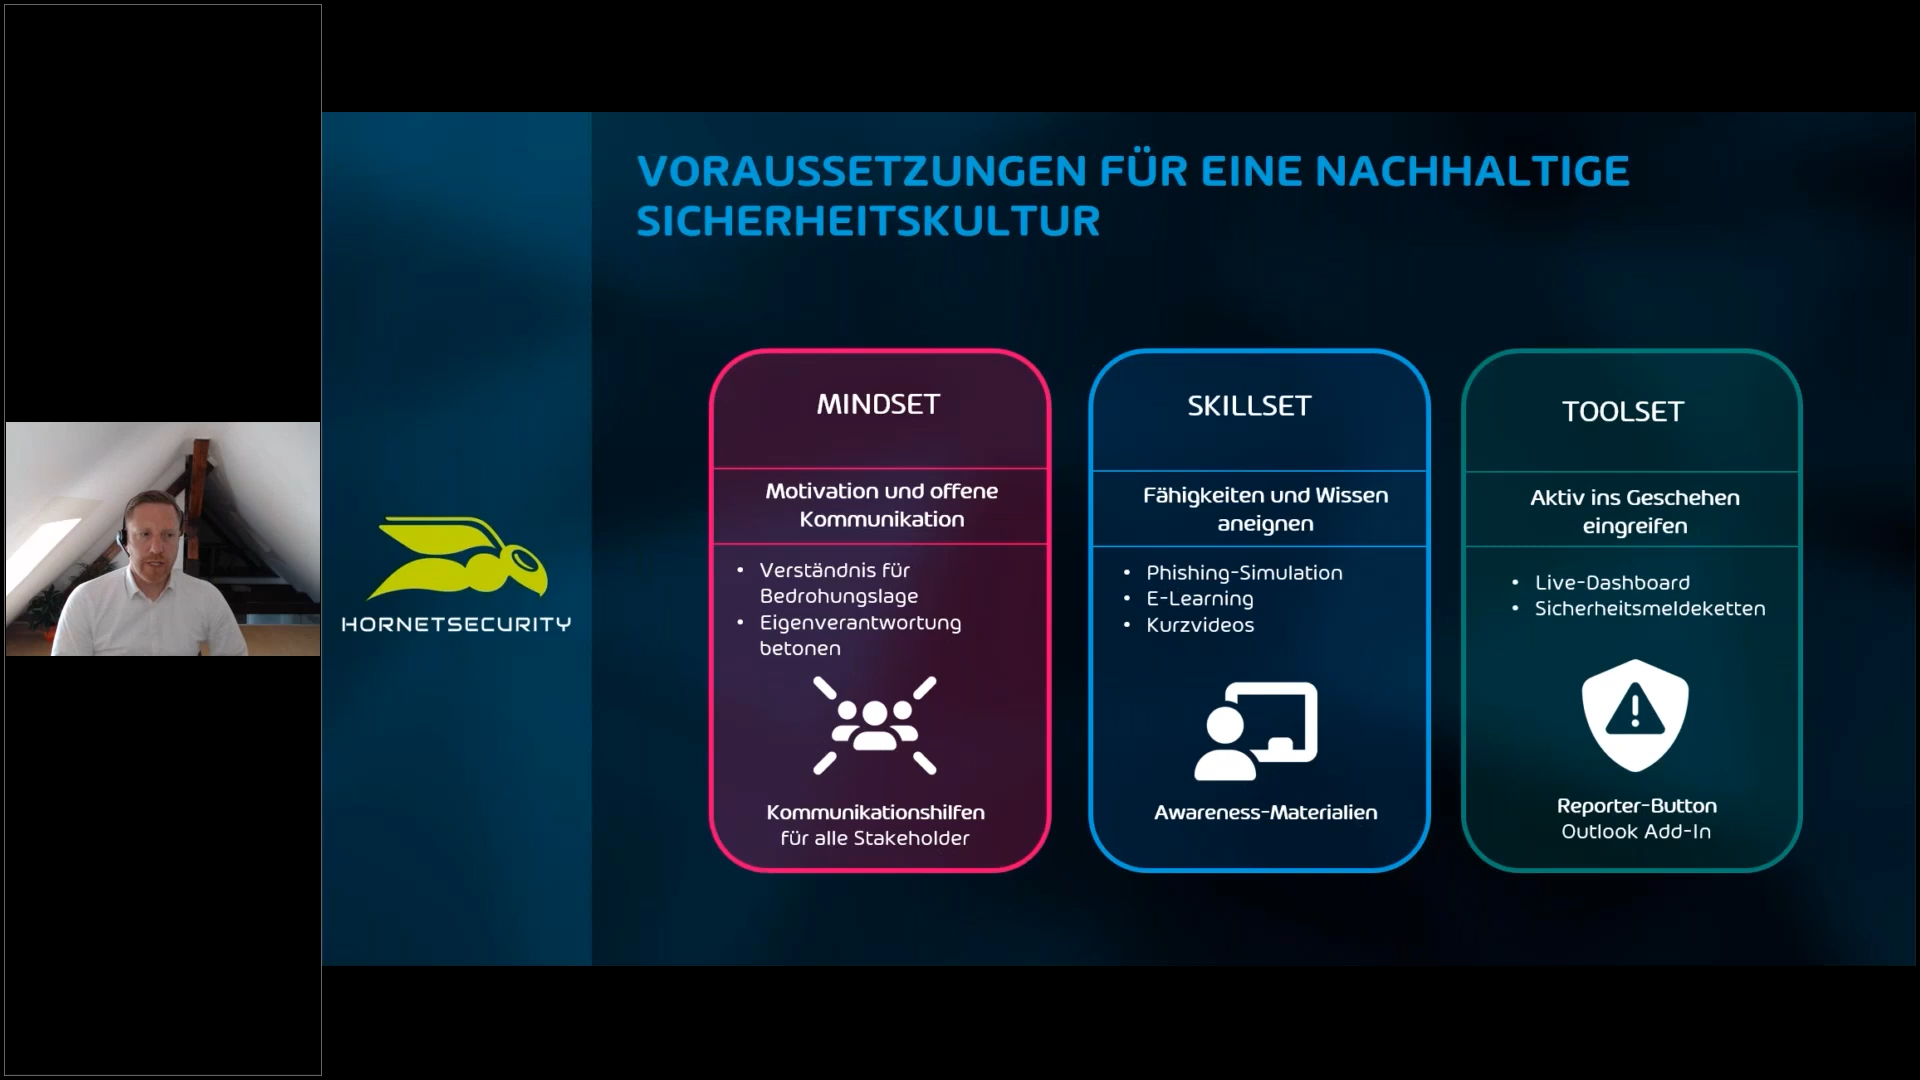 VORAUSSETZUNGEN FÜR EINE NACHHALTIGE
SICHERHEITSKULTUR
HORNETSECURITY
MINDSET
Motivation und offene
Kommunikation
• Verständnis für
Bedrohungslage
• Eigenverantwortung
betonen
Kommunikationshilfen
für alle Stakeholder
SKILLSET
Fähigkeiten und Wissen
aneignen
• Phishing-Simulation
• E-Learning
• Kurzvideos
Awareness-Materialien
TOOLSET
Aktiv ins Geschehen
eingreifen
• Live-Dashboard
• Sicherheitsmeldeketten
Reporter-Button
Outlook Add-In